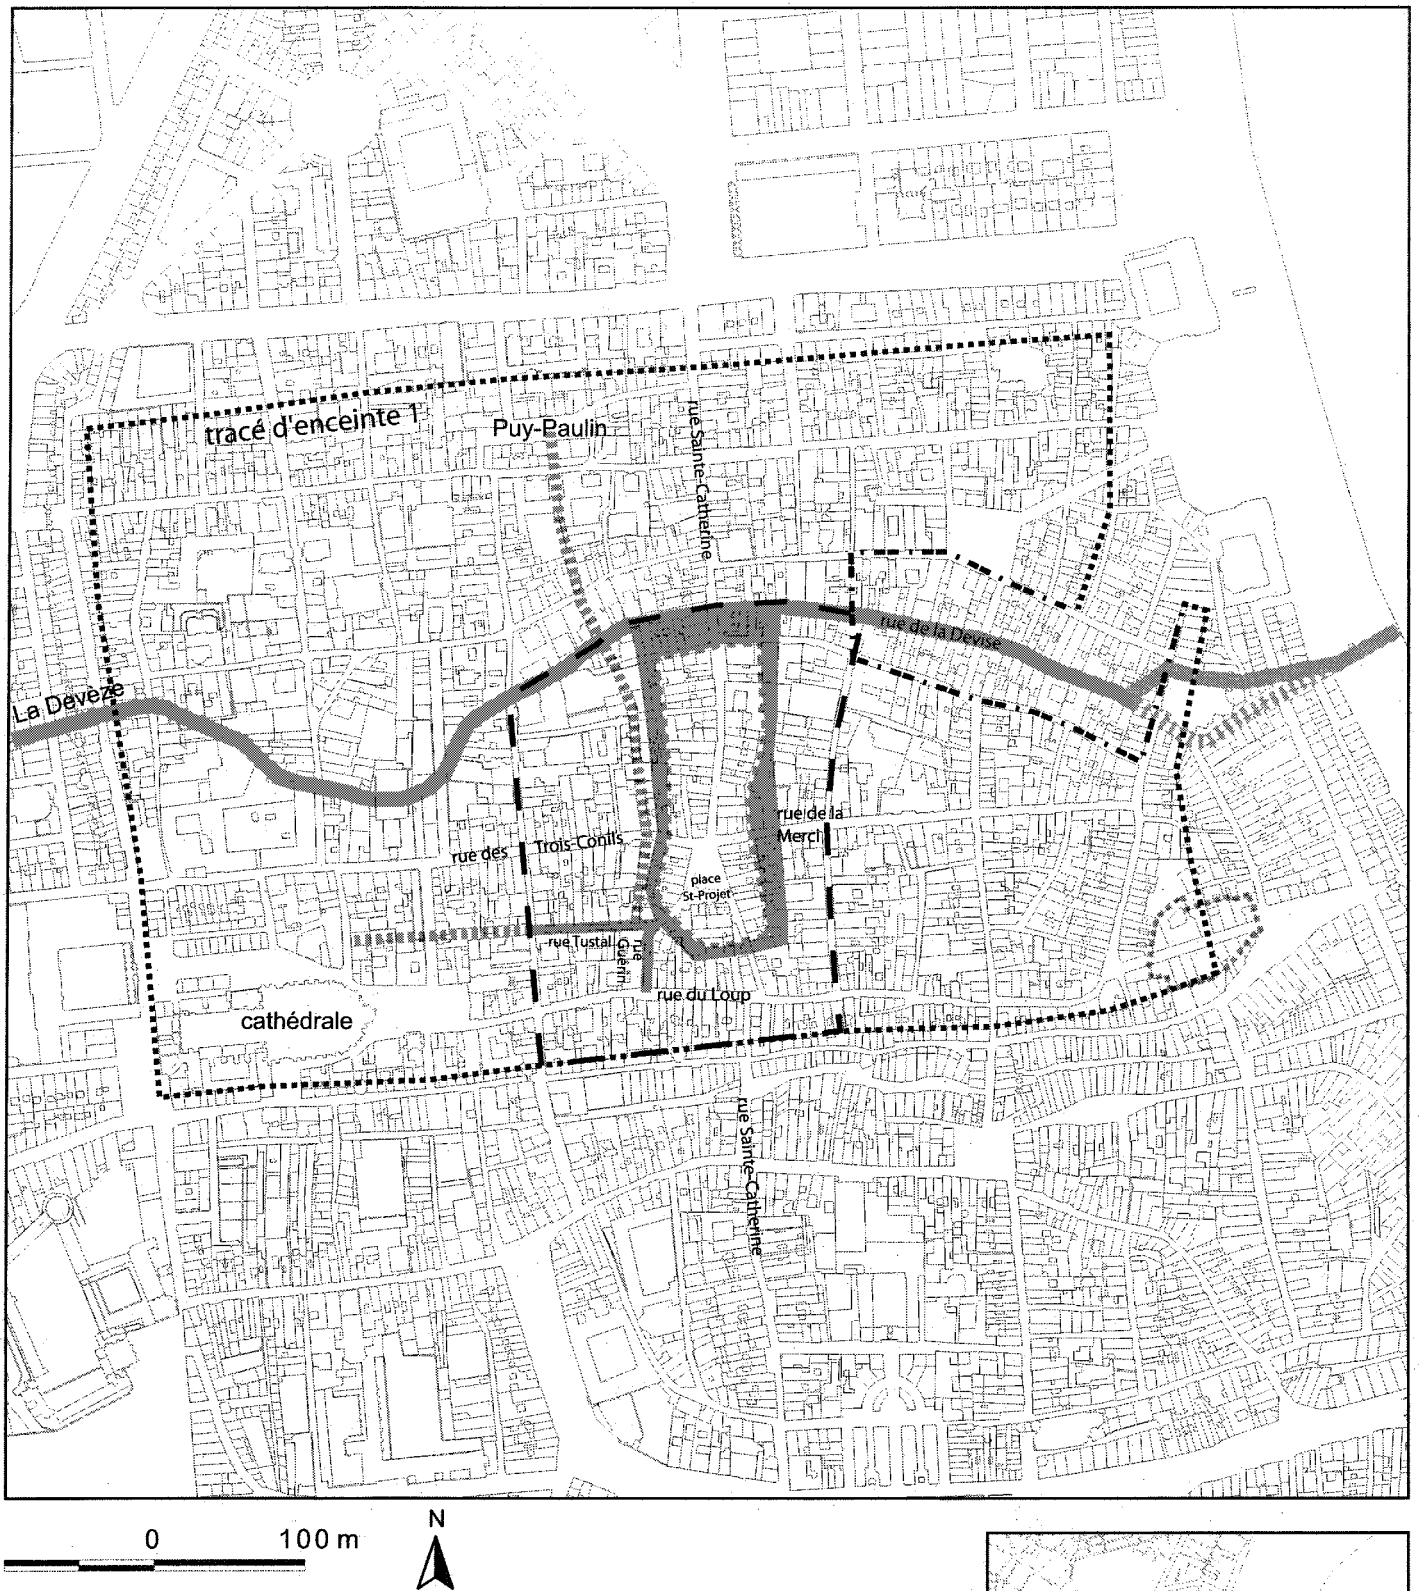 tracé d'enceinte 1
Puy-Paulin
rue Sainte-Catherine
rue de la Devise
La Devèze
rue de la
Merci
rue des
Trois-Conils
place
St-Projet
rue Tustal
rue
Guérin
rue du Loup
cathédrale
rue Sainte-Catherine
0
100 m
N